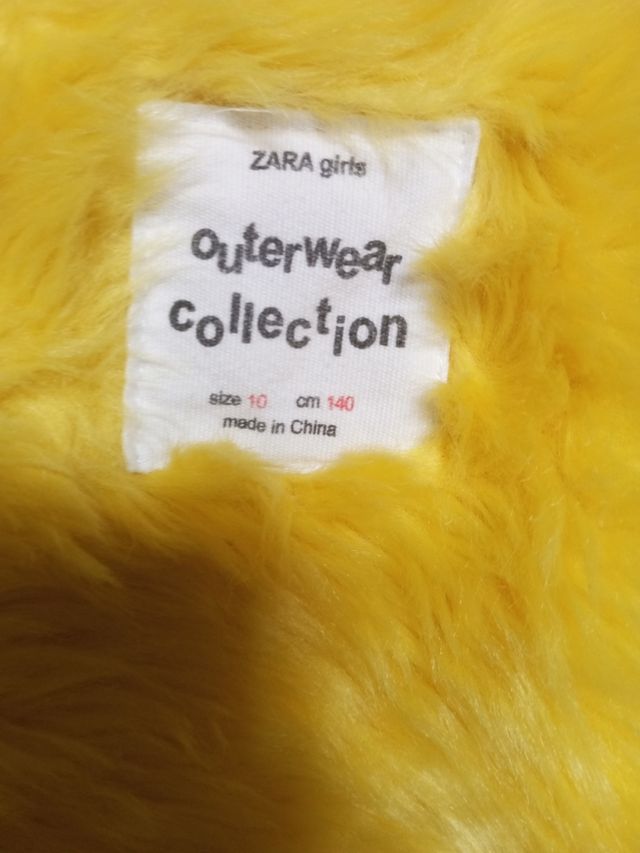 ZARA girls
outerwear
collection
size 10 cm 140
made in China